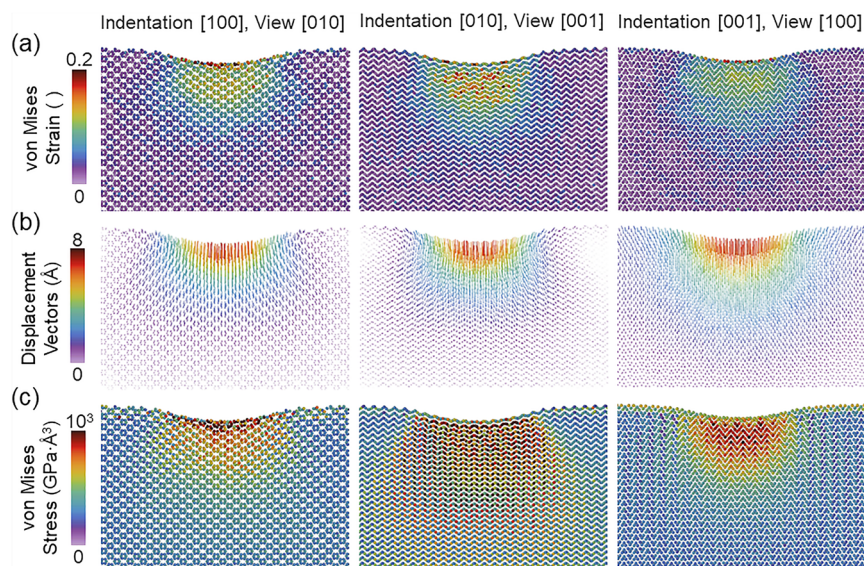 Indentation [100], View [010]
Indentation [010], View [001]
Indentation [001], View [100]
(a)
0.2
von Mises
Strain ( )
0
(b)
8
Displacement
Vectors (Å)
0
(c)
10³
von Mises
Stress (GPa·Å³)
0